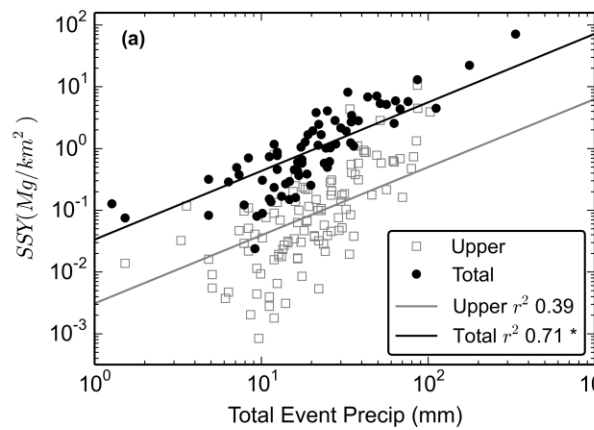 (a)
SSY(Mg/km²)
10²
10¹
10⁰
10⁻¹
10⁻²
10⁻³
Upper
Total
Upper r² 0.39
Total r² 0.71 *
10⁰ 10¹ 10²
Total Event Precip (mm)